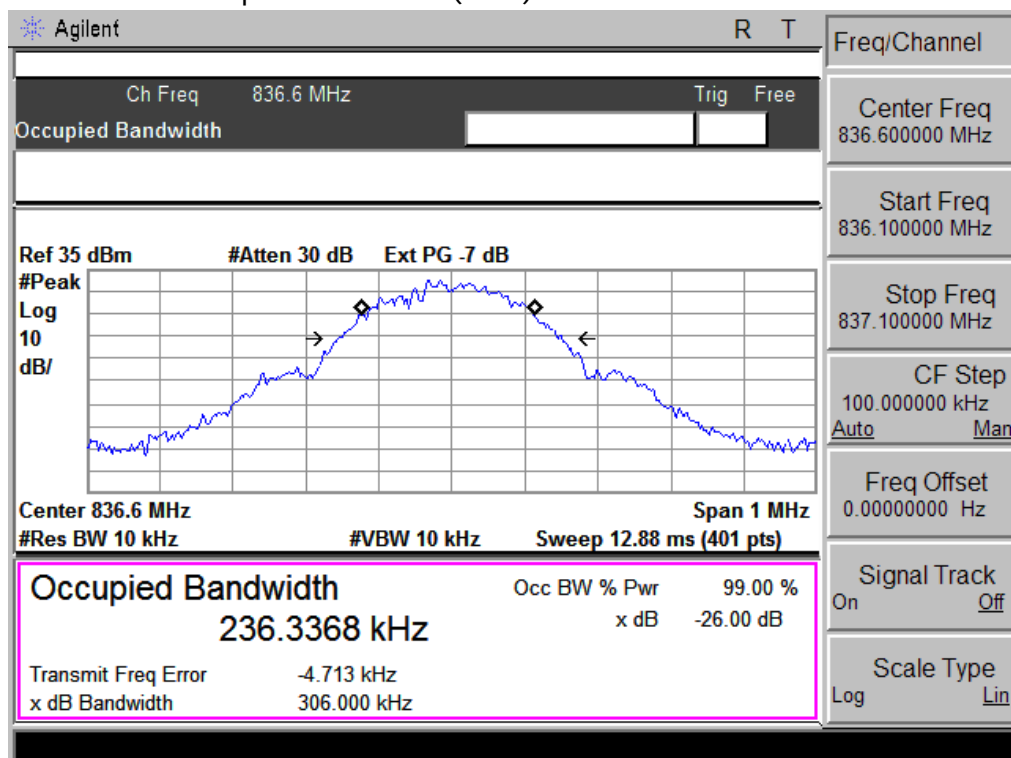 Agilent R T
Ch Freq 836.6 MHz Trig Free
Occupied Bandwidth
Ref 35 dBm #Atten 30 dB Ext PG -7 dB
#Peak
Log
10
dB/
Center 836.6 MHz Span 1 MHz
#Res BW 10 kHz #VBW 10 kHz Sweep 12.88 ms (401 pts)
Occupied Bandwidth Occ BW % Pwr 99.00 %
236.3368 kHz x dB -26.00 dB
Transmit Freq Error -4.713 kHz
x dB Bandwidth 306.000 kHz
Freq/Channel
Center Freq
836.600000 MHz
Start Freq
836.100000 MHz
Stop Freq
837.100000 MHz
CF Step
100.000000 kHz
Auto Man
Freq Offset
0.00000000 Hz
Signal Track
On Off
Scale Type
Log Lin